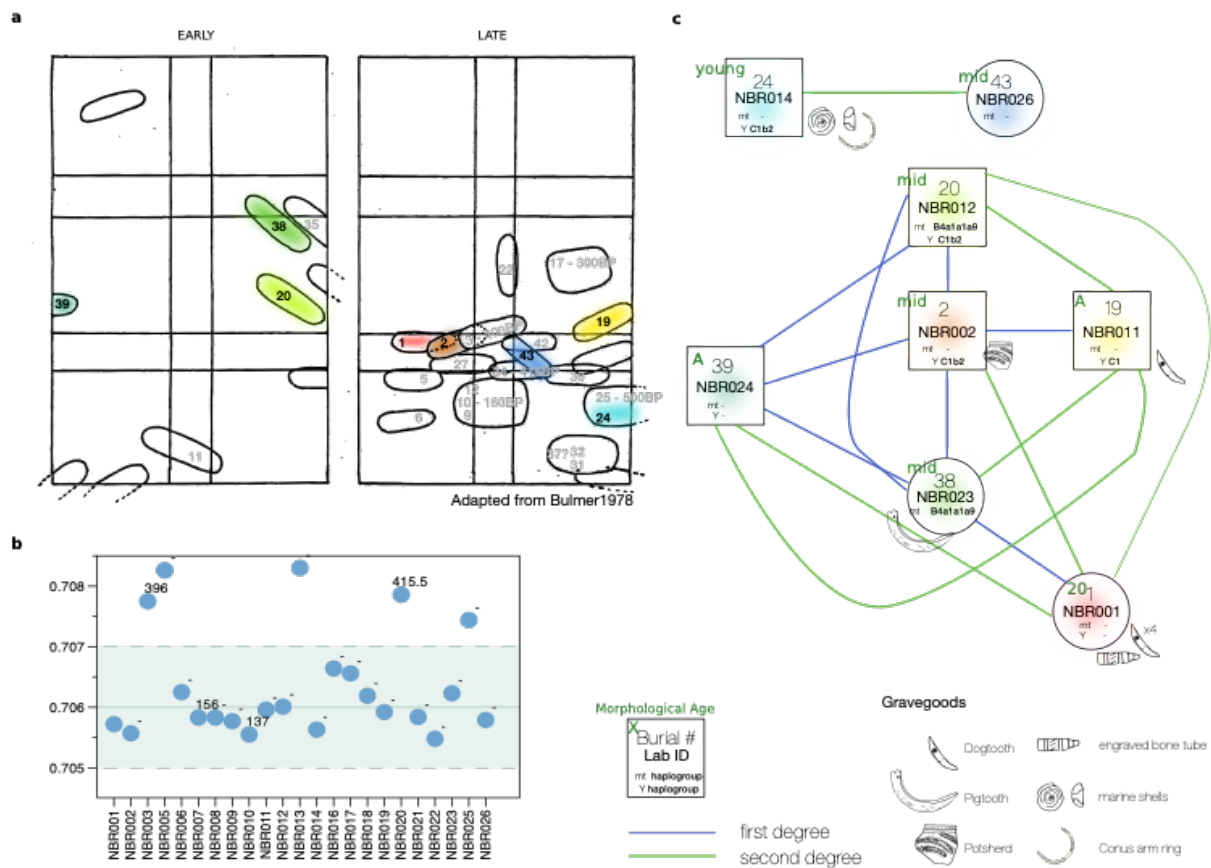 a
EARLY
LATE
38
35
20
39
11
22
17 - 300BP
19
1
2
42
43
27
5
6
10 - 160BP
9
25 - 500BP
24
32
31
Adapted from Bulmer1978
b
0.708
0.707
0.706
0.705
396
415.5
156
137
NBR001
NBR002
NBR003
NBR005
NBR006
NBR007
NBR008
NBR009
NBR010
NBR011
NBR012
NBR013
NBR014
NBR016
NBR017
NBR018
NBR019
NBR020
NBR021
NBR022
NBR023
NBR025
NBR026
c
young
24
NBR014
mt -
Y C1b2
mid
43
NBR026
mt -
mid
20
NBR012
mt B4a1a1a9
Y C1b2
mid
2
NBR002
mt -
Y C1b2
A
19
NBR011
mt -
Y C1
A
39
NBR024
mt -
Y -
mid
38
NBR023
mt B4a1a1a9
20
1
NBR001
mt -
Y -
x4
Morphological Age
X
Burial #
Lab ID
mt haplogroup
Y haplogroup
first degree
second degree
Gravegoods
Dogtooth
engraved bone tube
Pigtooth
marine shells
Potsherd
Conus arm ring